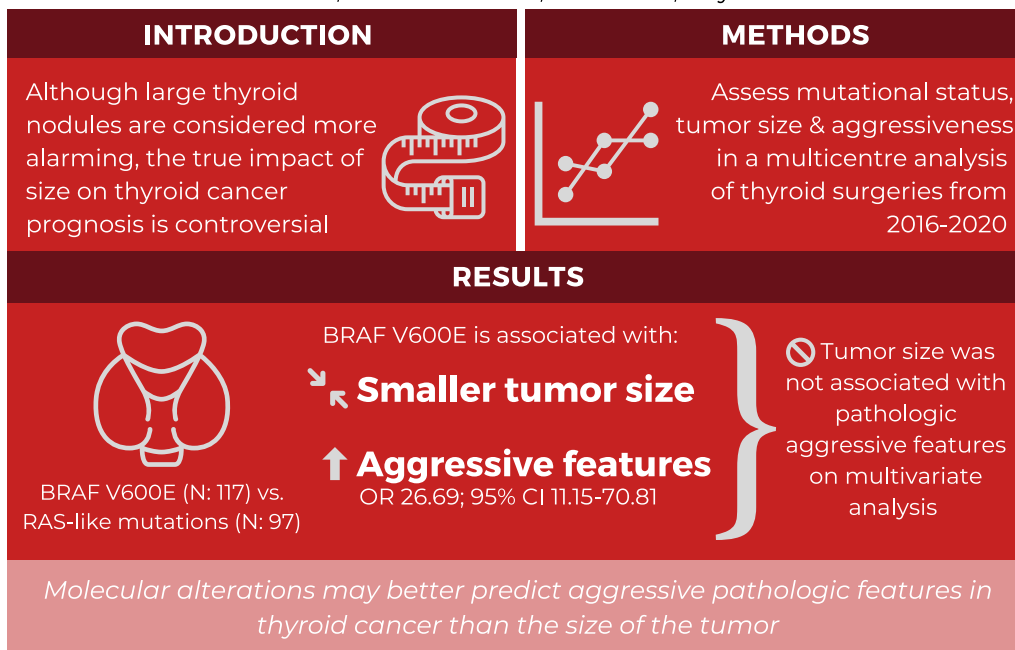 INTRODUCTION
Although large thyroid
nodules are considered more
alarming, the true impact of
size on thyroid cancer
prognosis is controversial
METHODS
Assess mutational status,
tumor size & aggressiveness
in a multicentre analysis
of thyroid surgeries from
2016-2020
RESULTS
BRAF V600E (N: 117) vs.
RAS-like mutations (N: 97)
BRAF V600E is associated with:
Smaller tumor size
Aggressive features
OR 26.69; 95% CI 11.15-70.81
Tumor size was
not associated with
pathologic
aggressive features
on multivariate
analysis
Molecular alterations may better predict aggressive pathologic features in
thyroid cancer than the size of the tumor